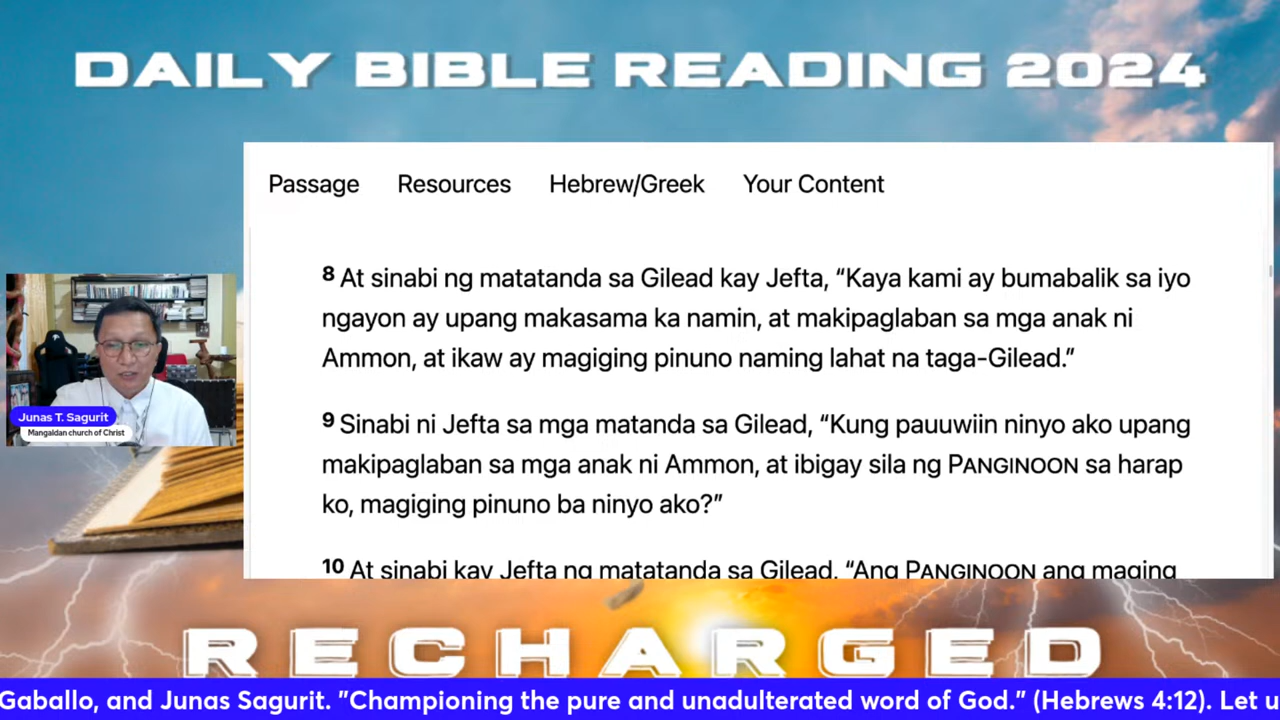 DAILY BIBLE READING 2024
Passage Resources Hebrew/Greek Your Content
8 At sinabi ng matatanda sa Gilead kay Jefta, “Kaya kami ay bumabalik sa iyo
ngayon ay upang makasama ka namin, at makipaglaban sa mga anak ni
Ammon, at ikaw ay magiging pinuno naming lahat na taga-Gilead.”
9 Sinabi ni Jefta sa mga matanda sa Gilead, “Kung pauuwiin ninyo ako upang
makipaglaban sa mga anak ni Ammon, at ibigay sila ng PANGINOON sa harap
ko, magiging pinuno ba ninyo ako?”
10 At sinabi kay Jefta ng matatanda sa Gilead, “Ang PANGINOON ang maging
Junas T. Sagurit
Mangaldan church of Christ
RECHARGED
Gaballo, and Junas Sagurit. "Championing the pure and unadulterated word of God." (Hebrews 4:12). Let u